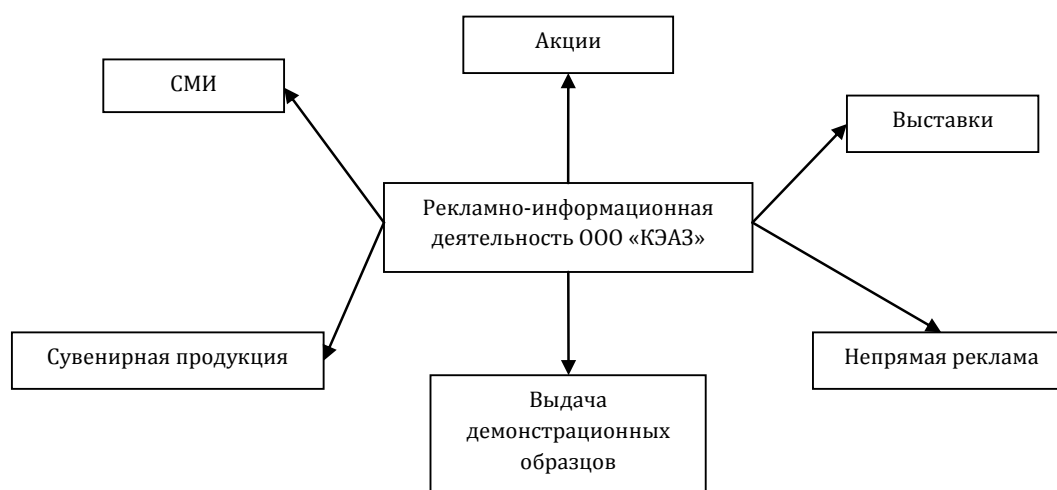 Акции
СМИ
Выставки
Рекламно-информационная
деятельность ООО «КЭАЗ»
Сувенирная продукция
Непрямая реклама
Выдача
демонстрационных
образцов